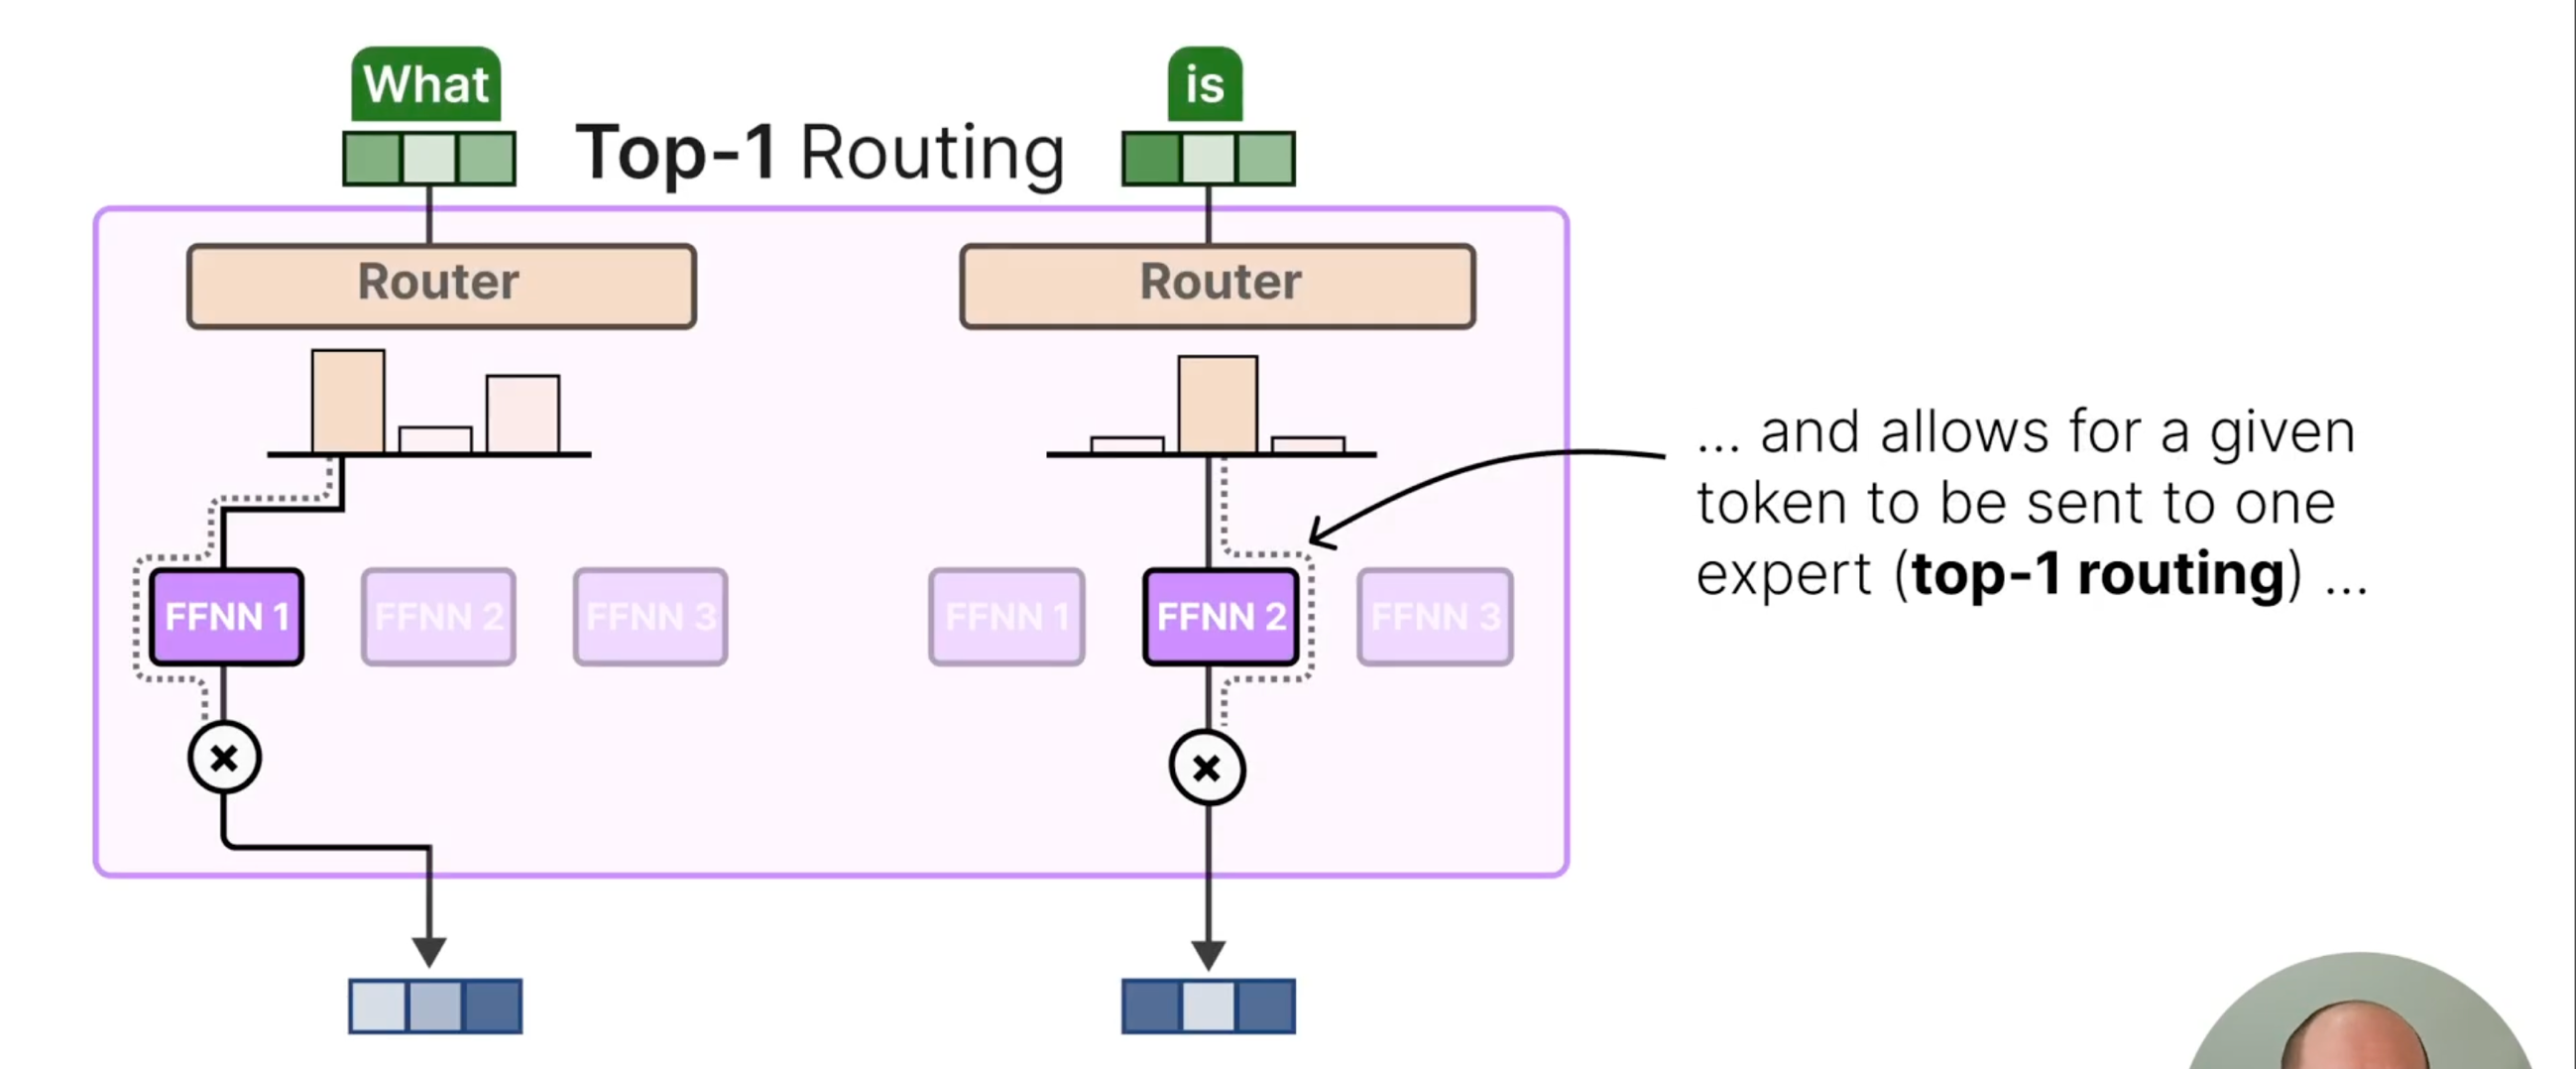 What
is
Top-1 Routing
Router
Router
FFNN 1
FFNN 2
FFNN 3
FFNN 1
FFNN 2
FFNN 3
... and allows for a given
token to be sent to one
expert (top-1 routing) ...